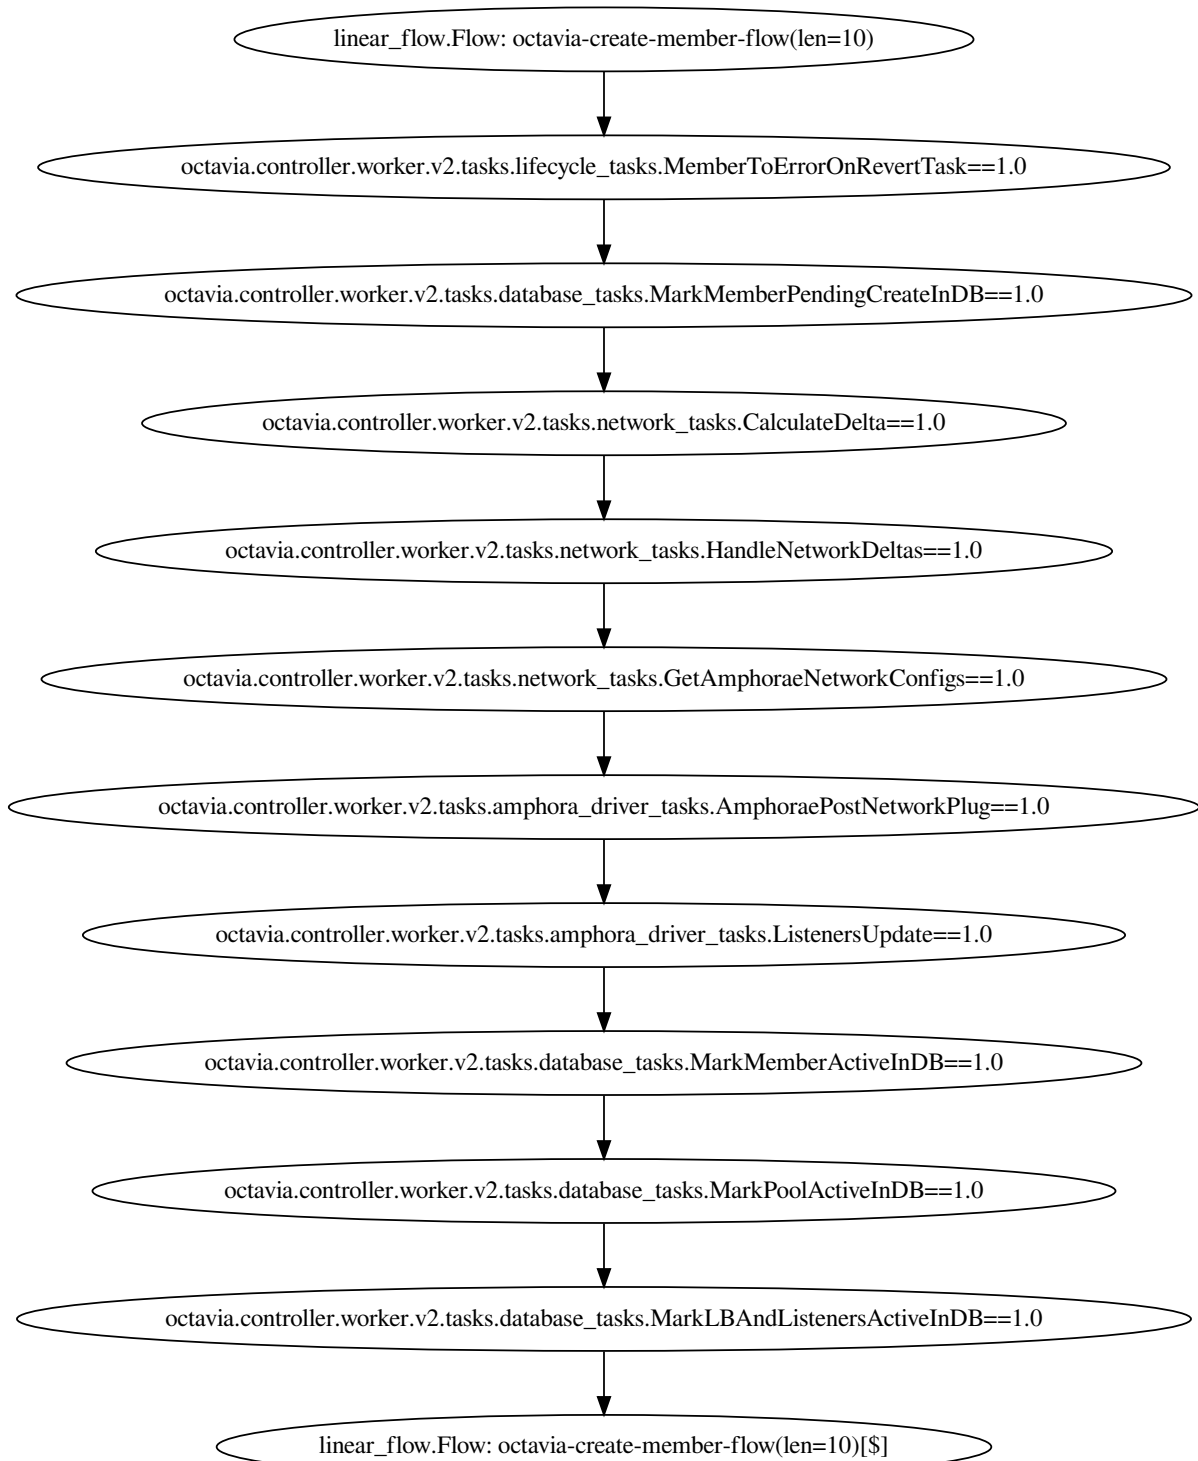 linear_flow.Flow: octavia-create-member-flow(len=10)
octavia.controller.worker.v2.tasks.lifecycle_tasks.MemberToErrorOnRevertTask==1.0
octavia.controller.worker.v2.tasks.database_tasks.MarkMemberPendingCreateInDB==1.0
octavia.controller.worker.v2.tasks.network_tasks.CalculateDelta==1.0
octavia.controller.worker.v2.tasks.network_tasks.HandleNetworkDeltas==1.0
octavia.controller.worker.v2.tasks.network_tasks.GetAmphoraeNetworkConfigs==1.0
octavia.controller.worker.v2.tasks.amphora_driver_tasks.AmphoraePostNetworkPlug==1.0
octavia.controller.worker.v2.tasks.amphora_driver_tasks.ListenersUpdate==1.0
octavia.controller.worker.v2.tasks.database_tasks.MarkMemberActiveInDB==1.0
octavia.controller.worker.v2.tasks.database_tasks.MarkPoolActiveInDB==1.0
octavia.controller.worker.v2.tasks.database_tasks.MarkLBAndListenersActiveInDB==1.0
linear_flow.Flow: octavia-create-member-flow(len=10)[$]